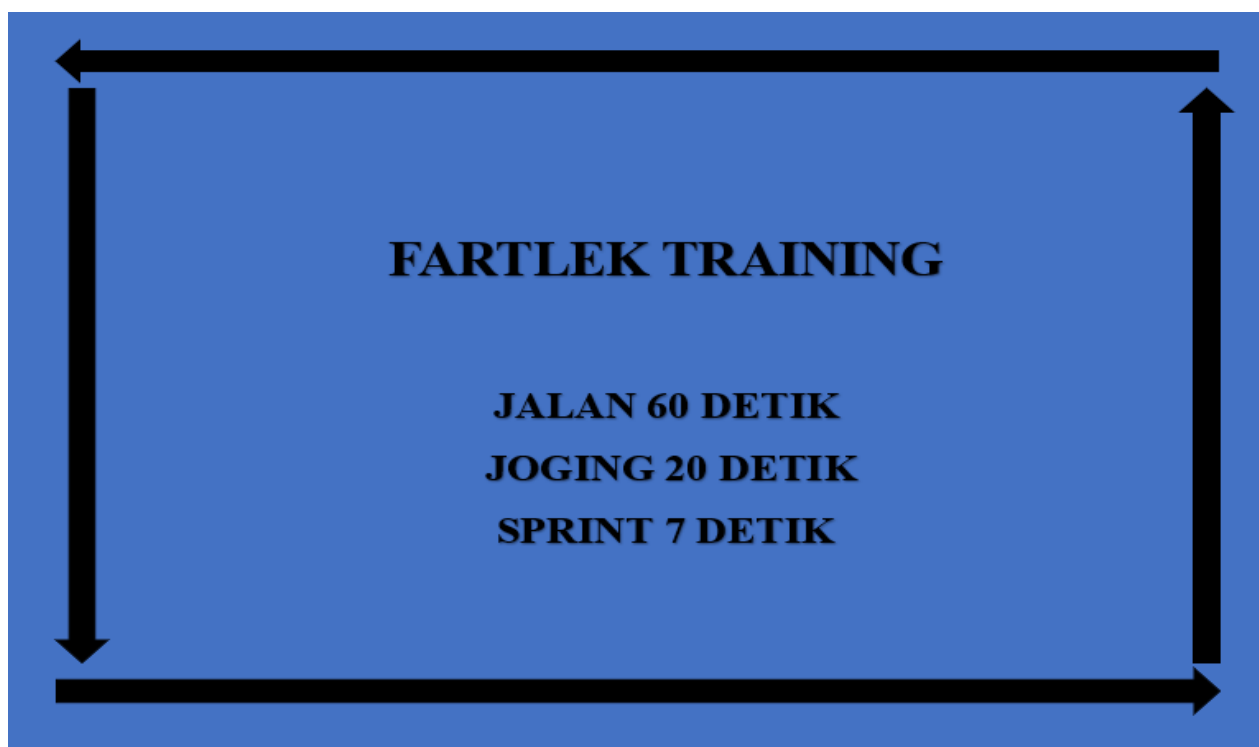 FARTLEK TRAINING
JALAN 60 DETIK
JOGING 20 DETIK
SPRINT 7 DETIK